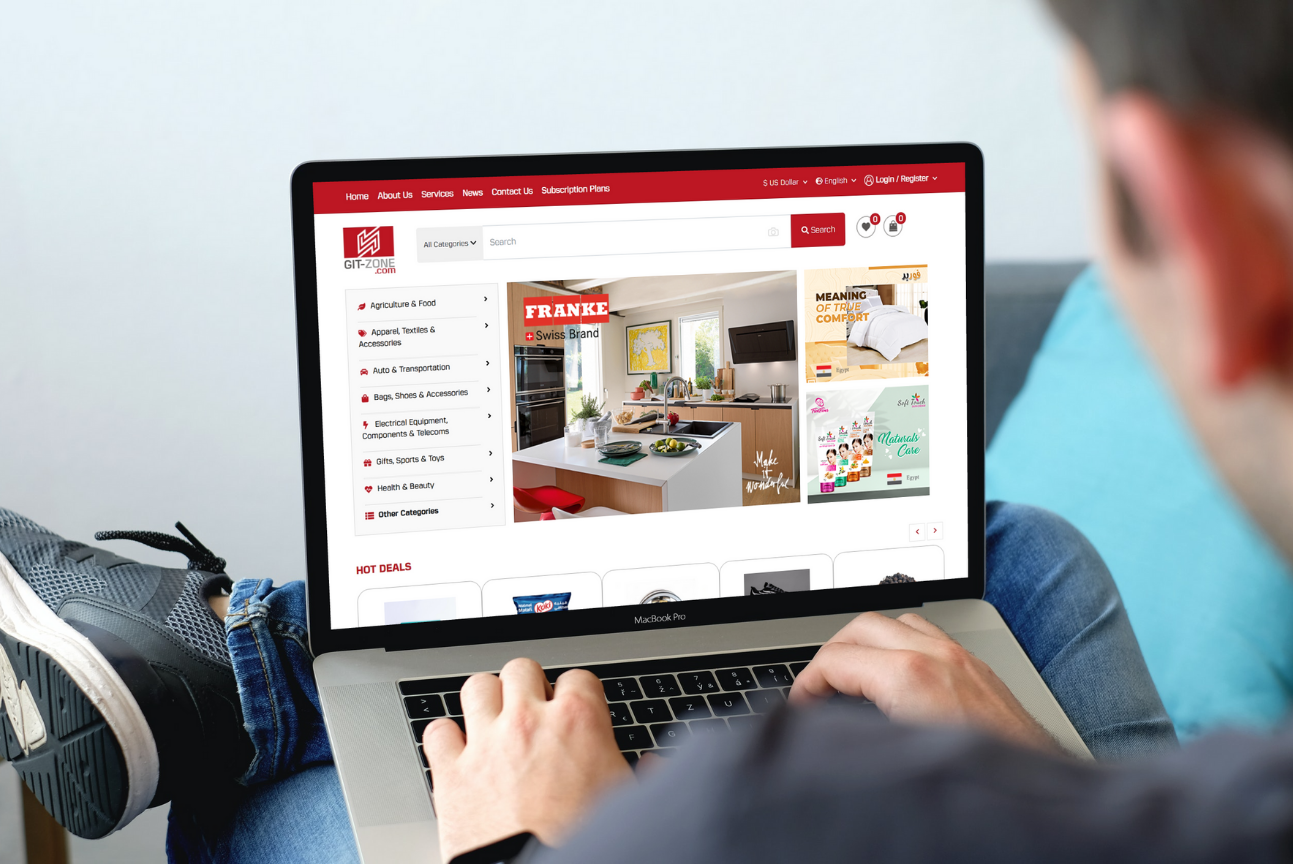 Home About Us Services News Contact Us Subscription Plans
$ US Dollar English Login / Register
GIT-ZONE
.com
All Categories
Search
Search
0
0
Agriculture & Food
Apparel, Textiles &
Accessories
Auto & Transportation
Bags, Shoes & Accessories
Electrical Equipment,
Components & Telecoms
Gifts, Sports & Toys
Health & Beauty
Other Categories
FRANKE
Swiss Brand
Make
it
Wonderful
MEANING
OF TRUE
COMFORT
Egypt
Soft Touch
Naturals
Care
Egypt
HOT DEALS
Koki
MacBook Pro
T Z U
F G